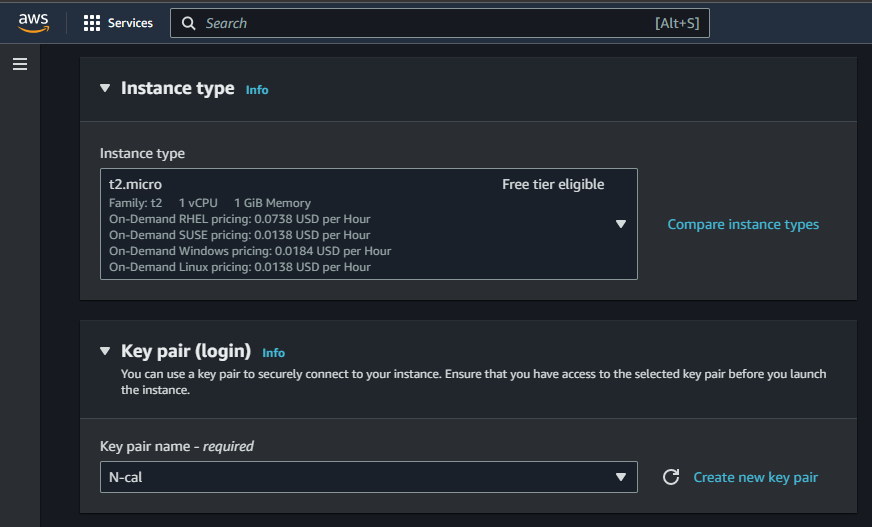 aws
Services
Search
[Alt+S]
Instance type Info
Instance type
t2.micro Free tier eligible
Family: t2 1 vCPU 1 GiB Memory
On-Demand RHEL pricing: 0.0738 USD per Hour
On-Demand SUSE pricing: 0.0138 USD per Hour
On-Demand Windows pricing: 0.0184 USD per Hour
On-Demand Linux pricing: 0.0138 USD per Hour
Compare instance types
Key pair (login) Info
You can use a key pair to securely connect to your instance. Ensure that you have access to the selected key pair before you launch
the instance.
Key pair name - required
N-cal
Create new key pair